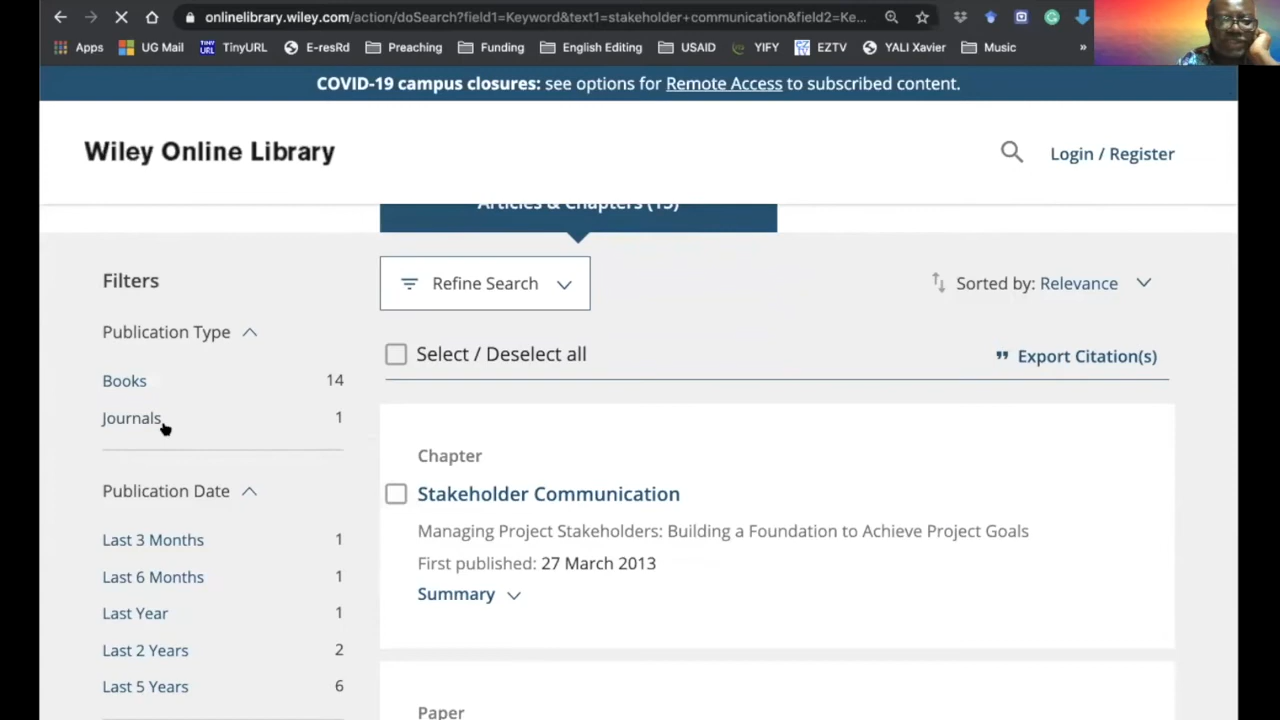 onlinelibrary.wiley.com/action/doSearch?field1=Keyword&text1=stakeholder+communication&field2=Ke...
Apps UG Mail TinyURL E-resRd Preaching Funding English Editing USAID YIFY EZTV YALI Xavier Music »
COVID-19 campus closures: see options for Remote Access to subscribed content.
Wiley Online Library
Login / Register
Articles & Chapters (15)
Filters
Refine Search
Sorted by: Relevance
Publication Type
Select / Deselect all
Export Citation(s)
Books 14
Journals 1
Chapter
Publication Date
Stakeholder Communication
Managing Project Stakeholders: Building a Foundation to Achieve Project Goals
Last 3 Months 1
First published: 27 March 2013
Last 6 Months 1
Summary
Last Year 1
Last 2 Years 2
Last 5 Years 6
Paper